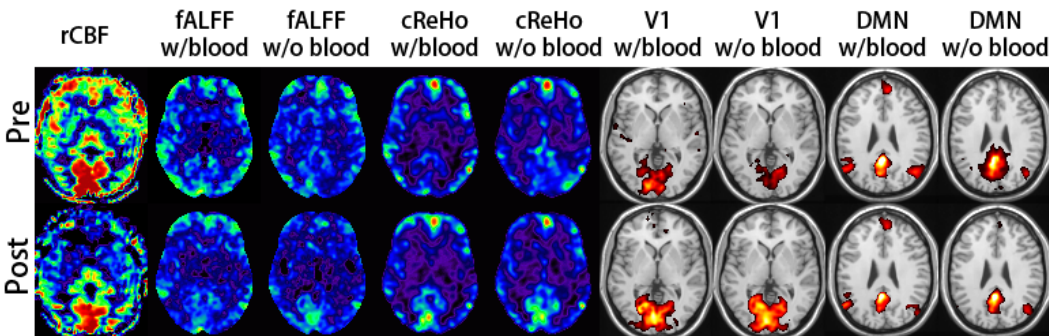 rCBF
fALFF
w/blood
fALFF
w/o blood
cReHo
w/blood
cReHo
w/o blood
V1
w/blood
V1
w/o blood
DMN
w/blood
DMN
w/o blood
Pre
Post